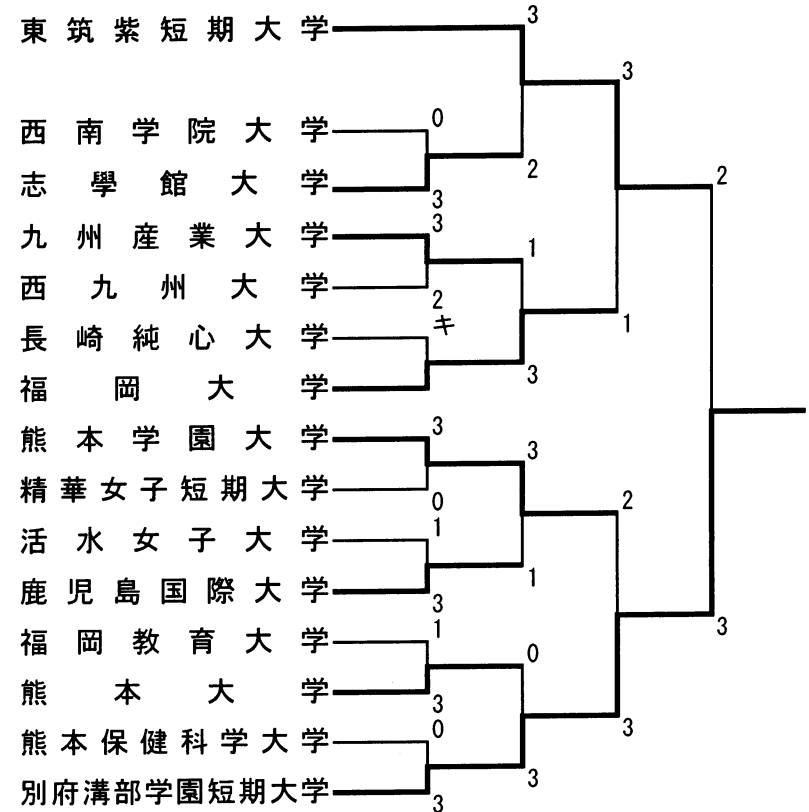 東筑紫短期大学
3
0
西南学院大学
2
志學館大学
3
3
3
九州産業大学
1
西九州大学
2
キ
長崎純心大学
1
福岡大学
3
2
熊本学園大学
3
3
精華女子短期大学
0
2
活水女子大学
1
鹿児島国際大学
3
1
福岡教育大学
1
0
熊本大学
3
3
熊本保健科学大学
0
3
別府溝部学園短期大学
3
3